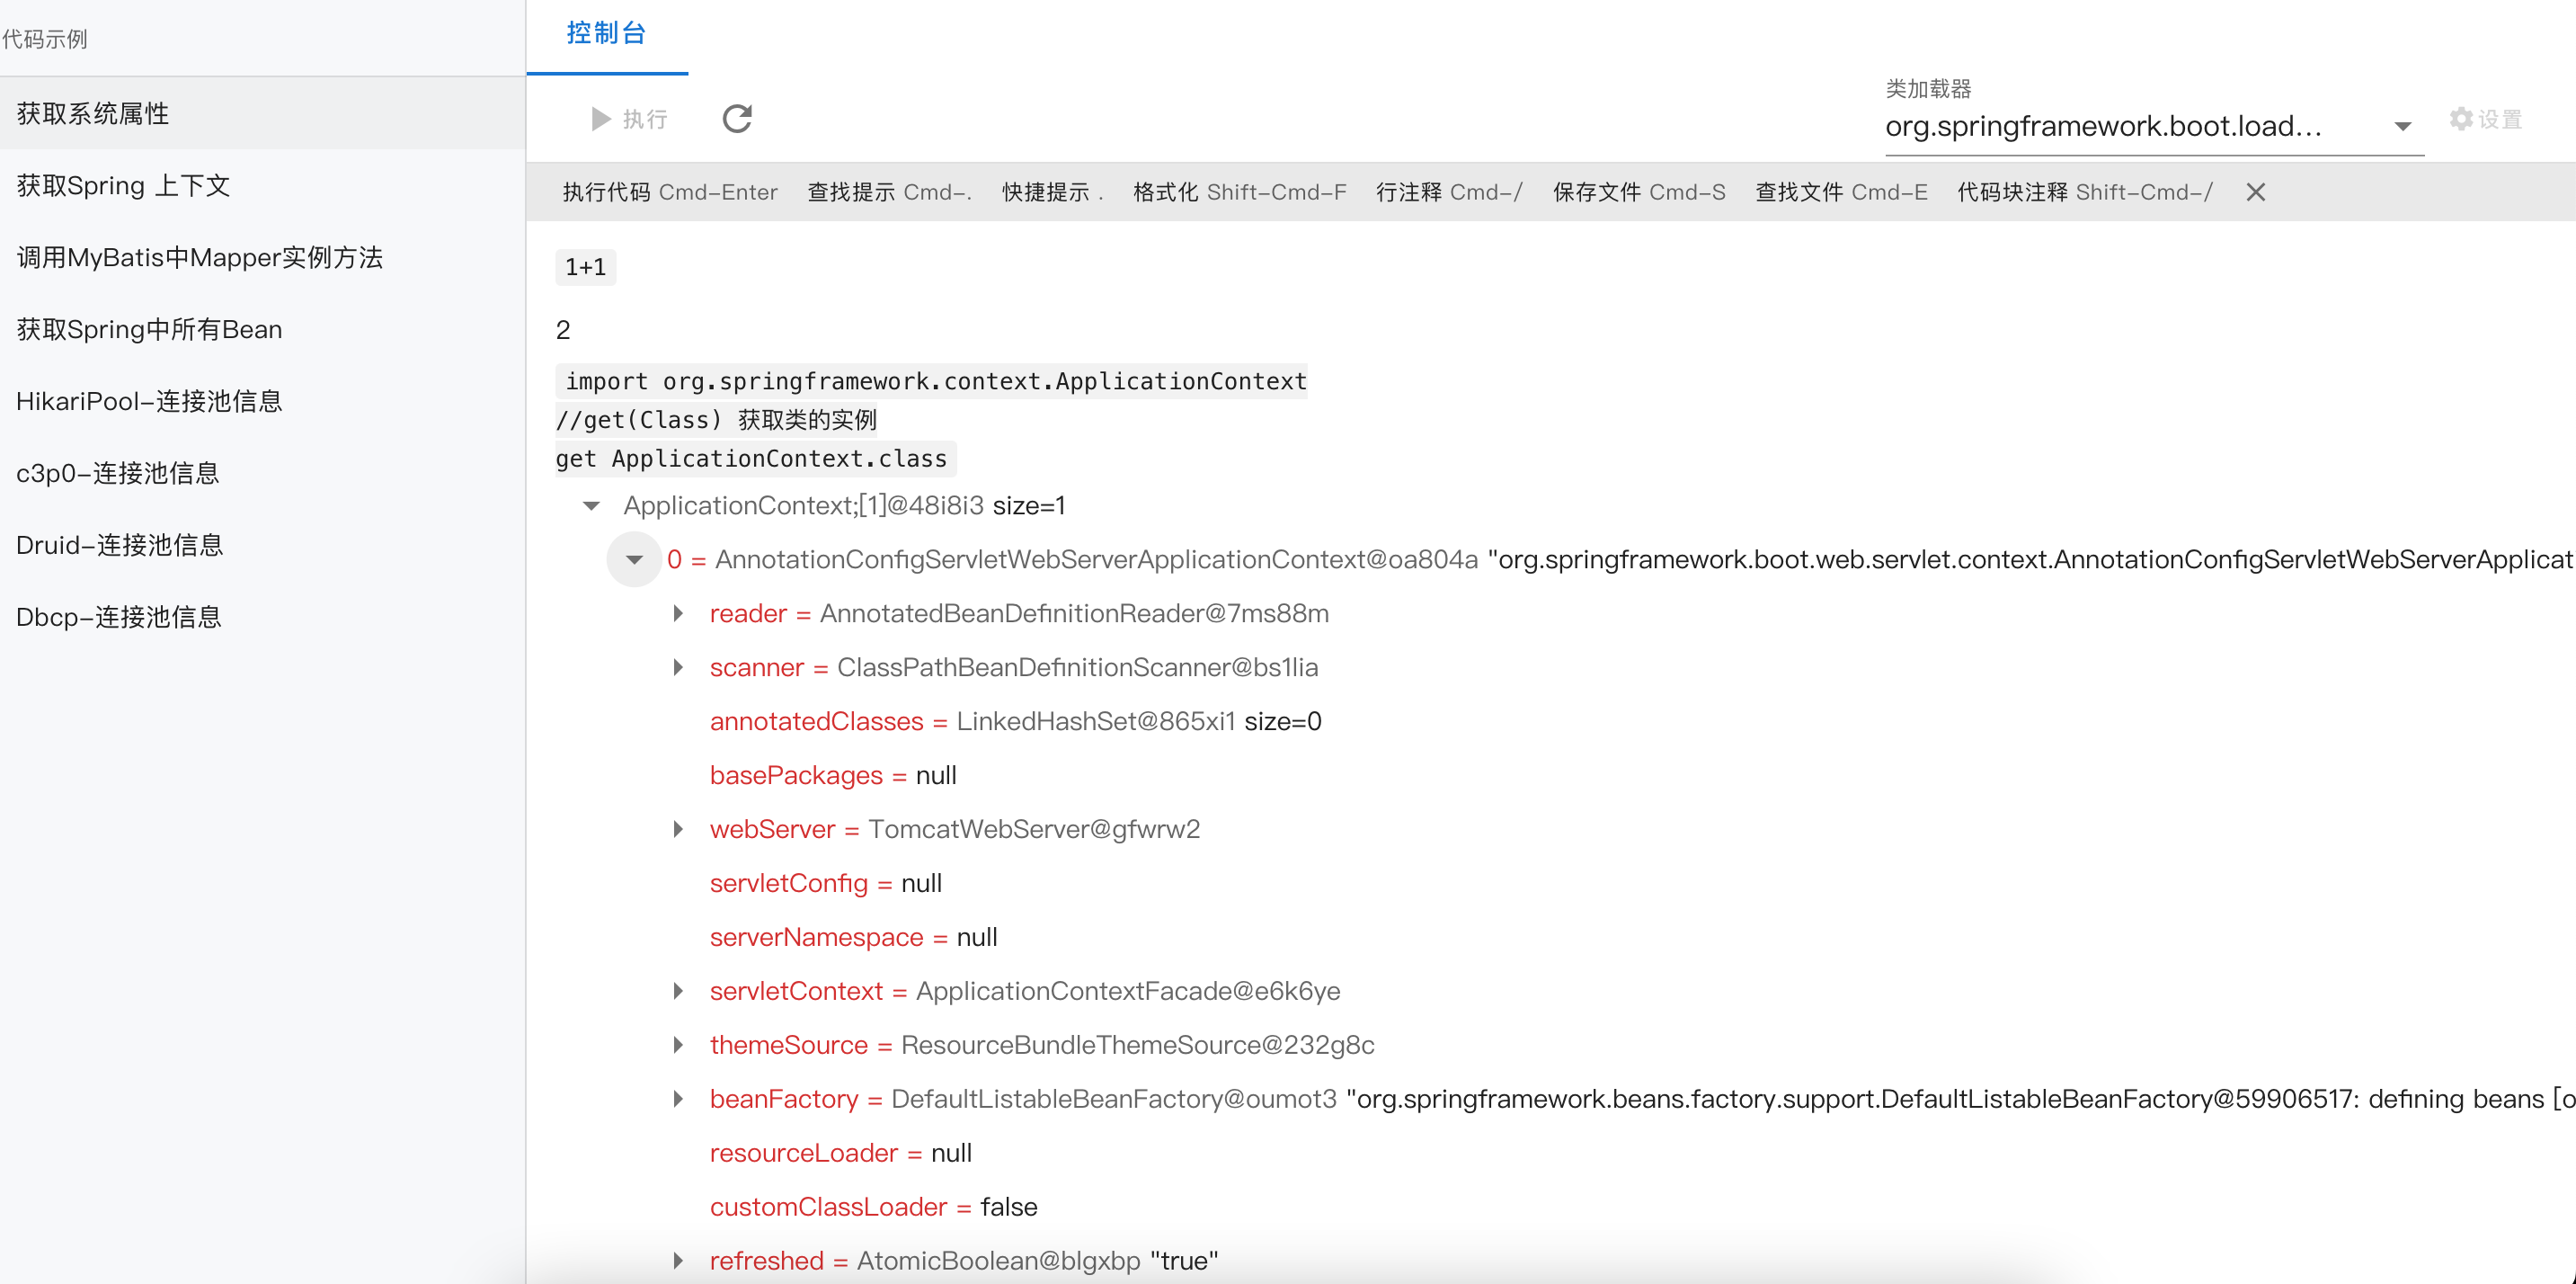 代码示例
获取系统属性
获取Spring 上下文
调用MyBatis中Mapper实例方法
获取Spring中所有Bean
HikariPool-连接池信息
c3p0-连接池信息
Druid-连接池信息
Dbcp-连接池信息
控制台
执行
类加载器
org.springframework.boot.load...
设置
执行代码 Cmd-Enter 查找提示 Cmd-. 快捷提示 . 格式化 Shift-Cmd-F 行注释 Cmd-/ 保存文件 Cmd-S 查找文件 Cmd-E 代码块注释 Shift-Cmd-/
1+1
2
import org.springframework.context.ApplicationContext
//get(Class) 获取类的实例
get ApplicationContext.class
ApplicationContext;[1]@48i8i3 size=1
0 = AnnotationConfigServletWebServerApplicationContext@oa804a "org.springframework.boot.web.servlet.context.AnnotationConfigServletWebServerApplicat
reader = AnnotatedBeanDefinitionReader@7ms88m
scanner = ClassPathBeanDefinitionScanner@bs1lia
annotatedClasses = LinkedHashSet@865xi1 size=0
basePackages = null
webServer = TomcatWebServer@gfwrw2
servletConfig = null
serverNamespace = null
servletContext = ApplicationContextFacade@e6k6ye
themeSource = ResourceBundleThemeSource@232g8c
beanFactory = DefaultListableBeanFactory@oumot3 "org.springframework.beans.factory.support.DefaultListableBeanFactory@59906517: defining beans [o
resourceLoader = null
customClassLoader = false
refreshed = AtomicBoolean@blgxbp "true"